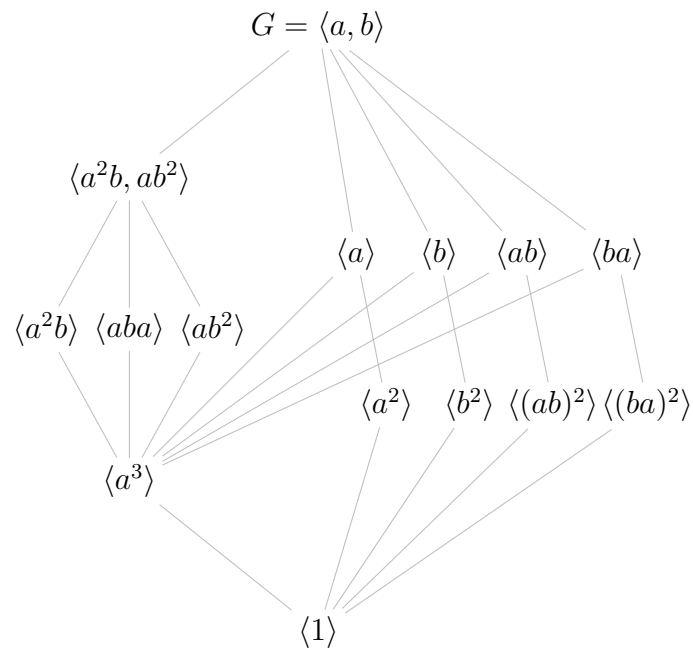 G = ⟨a, b⟩
⟨a²b, ab²⟩
⟨a⟩ ⟨b⟩ ⟨ab⟩ ⟨ba⟩
⟨a²b⟩ ⟨aba⟩ ⟨ab²⟩
⟨a²⟩ ⟨b²⟩ ⟨(ab)²⟩ ⟨(ba)²⟩
⟨a³⟩
⟨1⟩